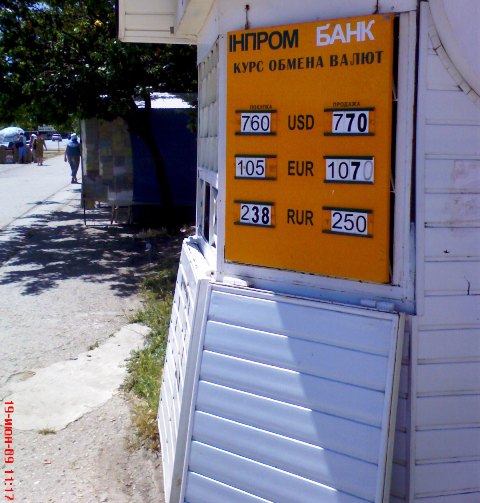 ІНПРОМ БАНК
КУРС ОБМЕНА ВАЛЮТ
ПОКУПКА ПРОДАЖА
760 USD 770
105 EUR 1070
238 RUR 250
19-июн-09 11:17